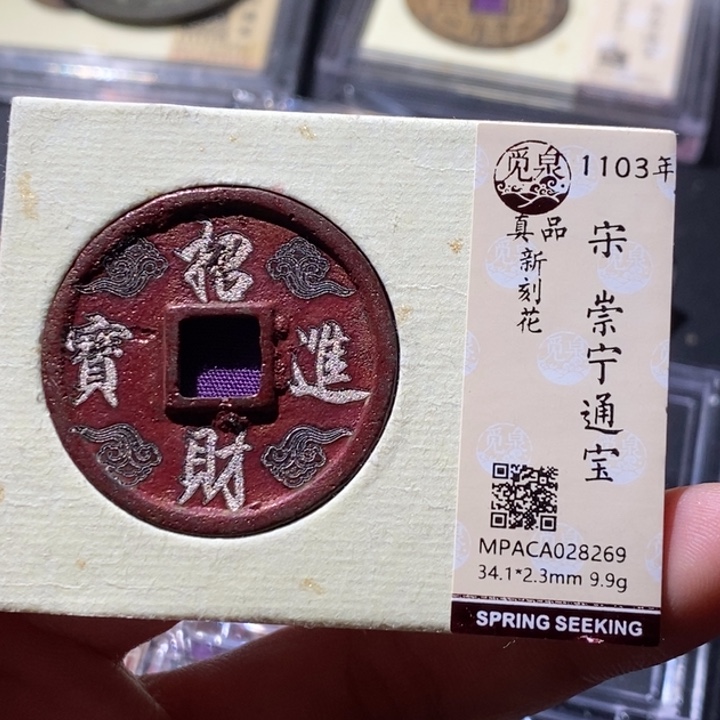 招
進
財
寶
觅泉
1103年
真品
新刻花
宋 崇宁通宝
MPACA028269
34.1*2.3mm 9.9g
SPRING SEEKING